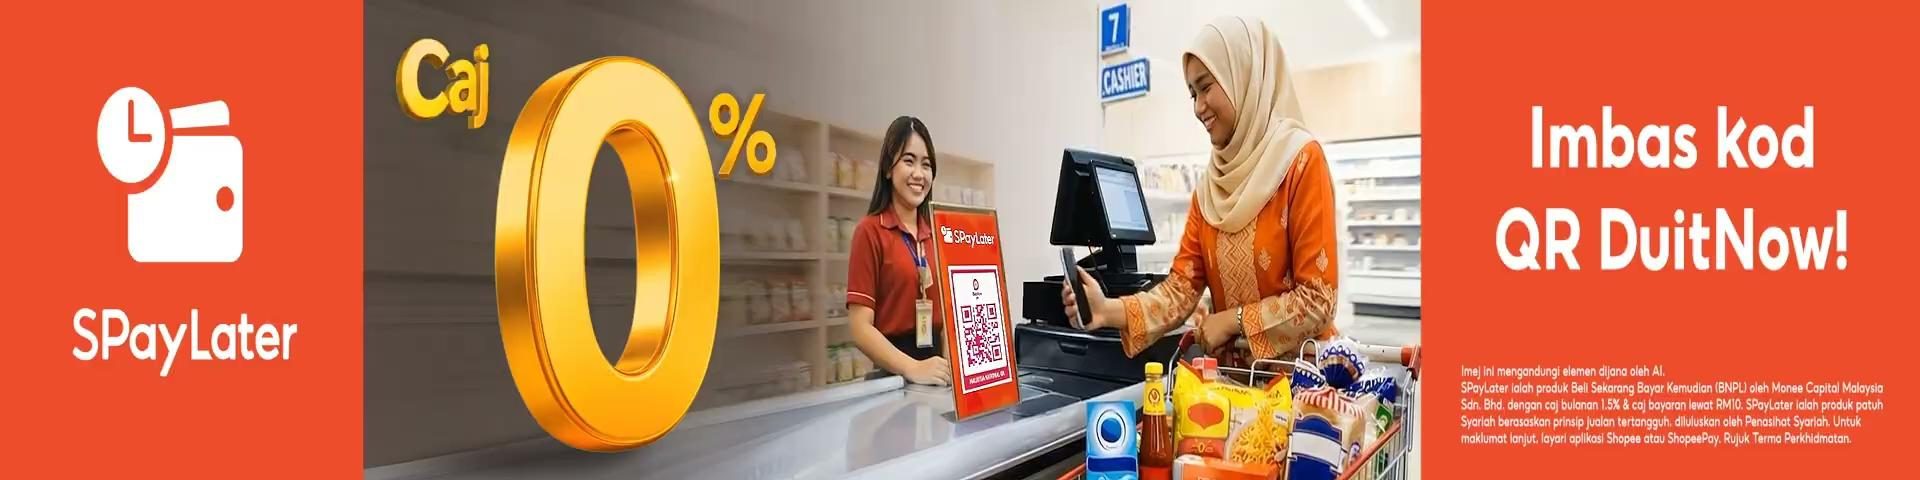 SPayLater
Caj
0%
7
CASHIER
SPayLater
MALAYSIA NATIONAL QR
Imbas kod
QR DuitNow!
Imej ini mengandungi elemen dijana oleh AI.
SPayLater ialah produk Beli Sekarang Bayar Kemudian (BNPL) oleh Monee Capital Malaysia
Sdn. Bhd. dengan caj bulanan 1.5% & caj bayaran lewat RM10. SPayLater ialah produk patuh
Syariah berasaskan prinsip jualan tertangguh, diluluskan oleh Penasihat Syariah. Untuk
maklumat lanjut, layari aplikasi Shopee atau ShopeePay. Rujuk Terma Perkhidmatan.